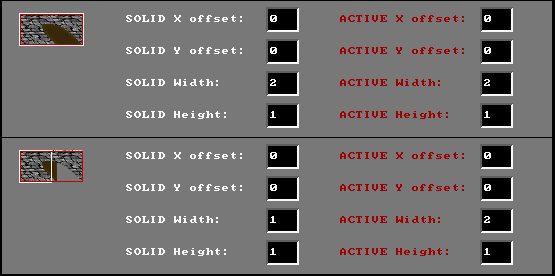 SOLID X offset: 0 ACTIVE X offset: 0
SOLID Y offset: 0 ACTIVE Y offset: 0
SOLID Width: 2 ACTIVE Width: 2
SOLID Height: 1 ACTIVE Height: 1
SOLID X offset: 0 ACTIVE X offset: 0
SOLID Y offset: 0 ACTIVE Y offset: 0
SOLID Width: 1 ACTIVE Width: 2
SOLID Height: 1 ACTIVE Height: 1